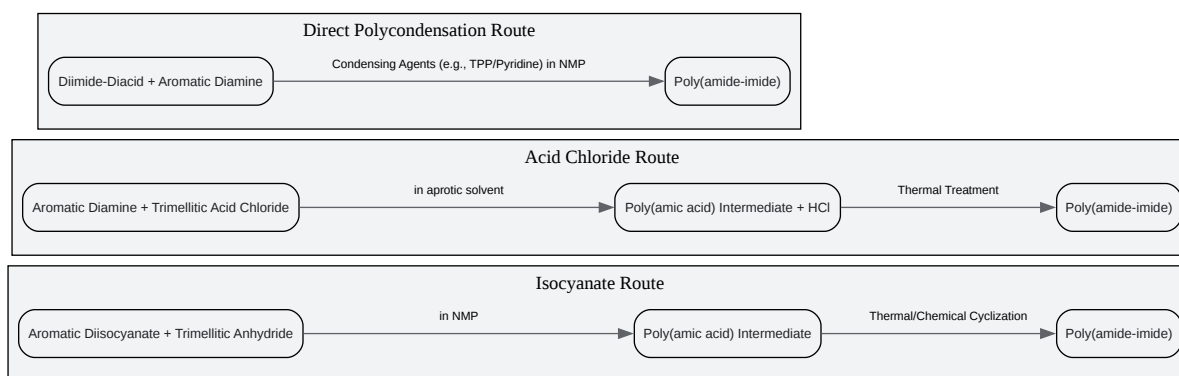 Direct Polycondensation Route
Diimide-Diacid + Aromatic Diamine
Condensing Agents (e.g., TPP/Pyridine) in NMP
Poly(amide-imide)
Acid Chloride Route
Aromatic Diamine + Trimellitic Acid Chloride
in aprotic solvent
Poly(amic acid) Intermediate + HCl
Thermal Treatment
Poly(amide-imide)
Isocyanate Route
Aromatic Diisocyanate + Trimellitic Anhydride
in NMP
Poly(amic acid) Intermediate
Thermal/Chemical Cyclization
Poly(amide-imide)